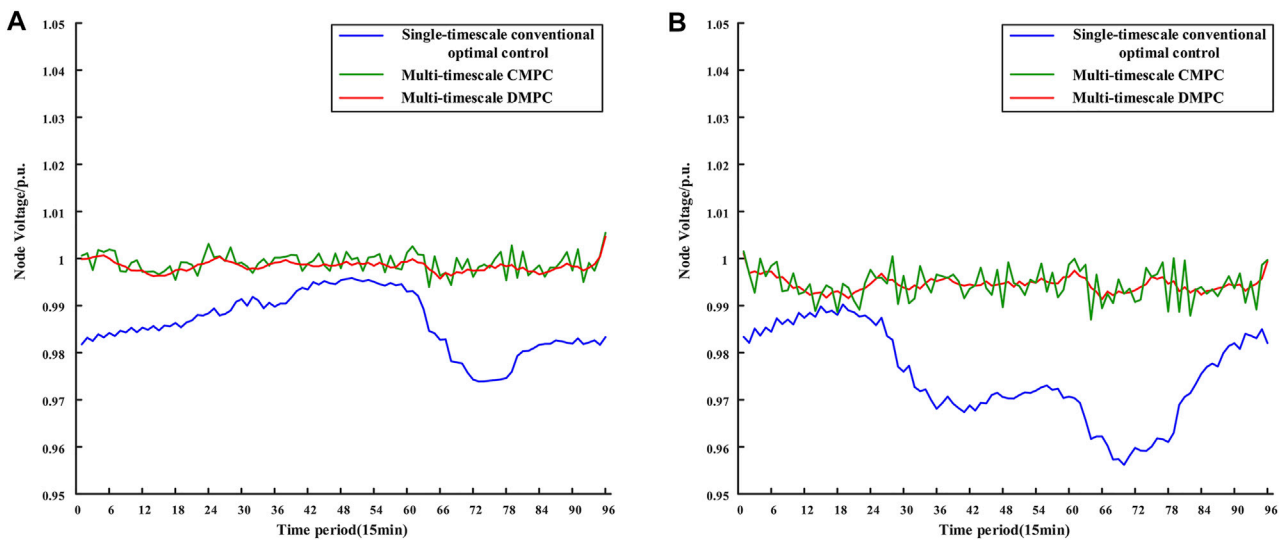 A
1.05
1.04
1.03
1.02
1.01
1
0.99
0.98
0.97
0.96
0.95
Node Voltage/p.u.
Single-timescale conventional
optimal control
Multi-timescale CMPC
Multi-timescale DMPC
0 6 12 18 24 30 36 42 48 54 60 66 72 78 84 90 96
Time period(15min)
B
1.05
1.04
1.03
1.02
1.01
1
0.99
0.98
0.97
0.96
0.95
Node Voltage/p.u.
Single-timescale conventional
optimal control
Multi-timescale CMPC
Multi-timescale DMPC
0 6 12 18 24 30 36 42 48 54 60 66 72 78 84 90 96
Time period(15min)